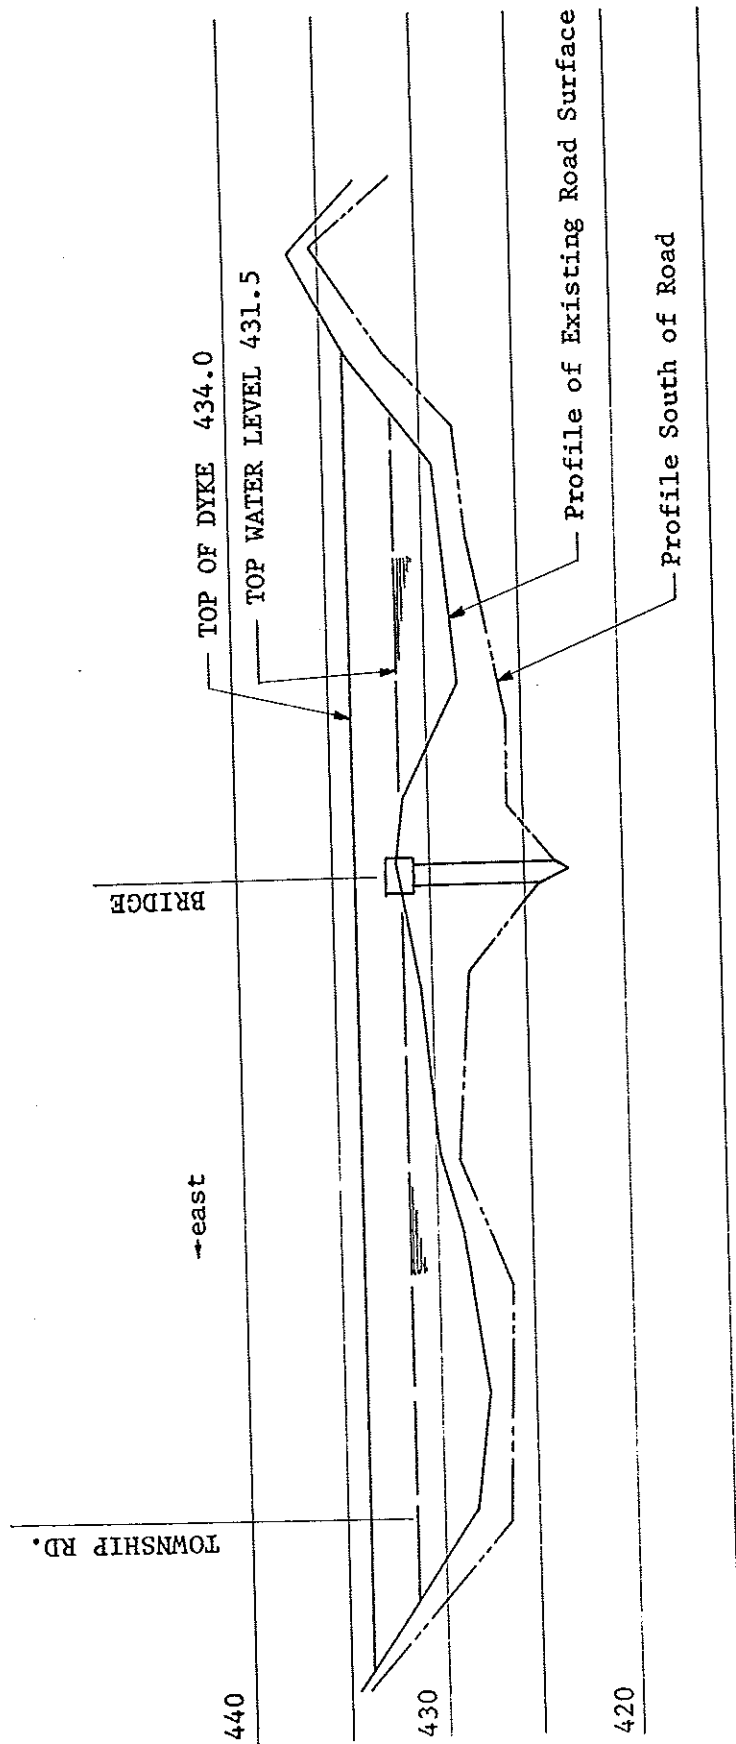 TOP OF DYKE 434.0
TOP WATER LEVEL 431.5
Profile of Existing Road Surface
Profile South of Road
BRIDGE
←east
TOWNSHIP RD.
440
430
420